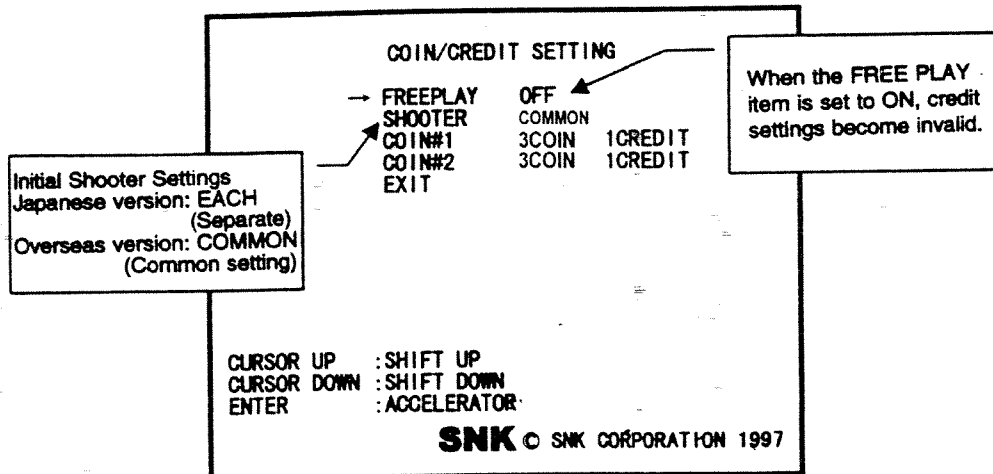 COIN/CREDIT SETTING
→ FREEPLAY OFF
SHOOTER COMMON
COIN#1 3COIN 1CREDIT
COIN#2 3COIN 1CREDIT
EXIT
When the FREE PLAY
item is set to ON, credit
settings become invalid.
Initial Shooter Settings
Japanese version: EACH
(Separate)
Overseas version: COMMON
(Common setting)
CURSOR UP :SHIFT UP
CURSOR DOWN :SHIFT DOWN
ENTER :ACCELERATOR
SNK © SNK CORPORATION 1997